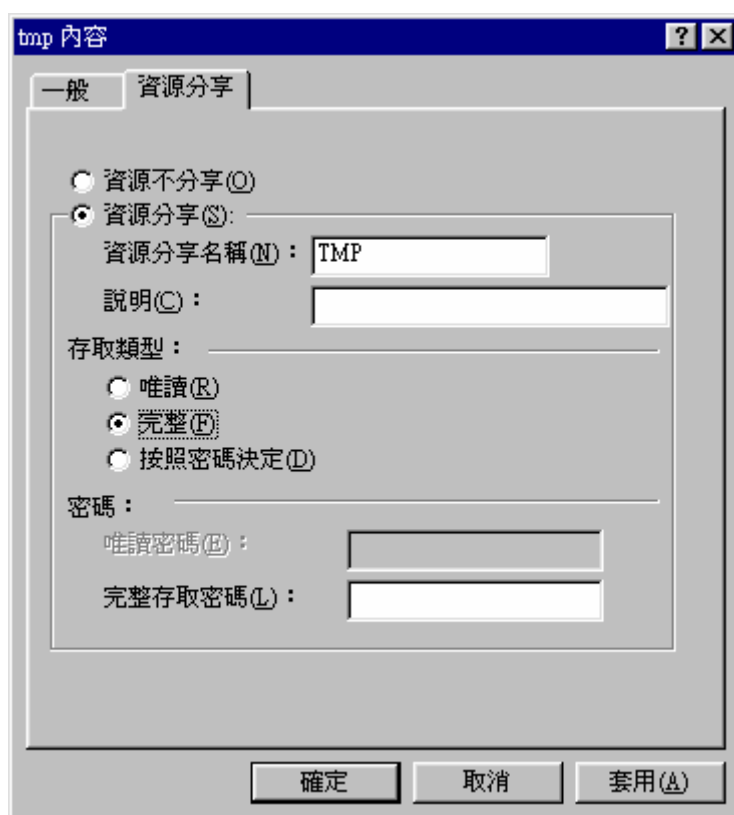 tmp 內容
一般 資源分享
資源不分享(O)
資源分享(S):
資源分享名稱(N)： TMP
說明(C)：
存取類型：
唯讀(R)
完整(F)
按照密碼決定(D)
密碼：
唯讀密碼(E)：
完整存取密碼(L)：
確定 取消 套用(A)